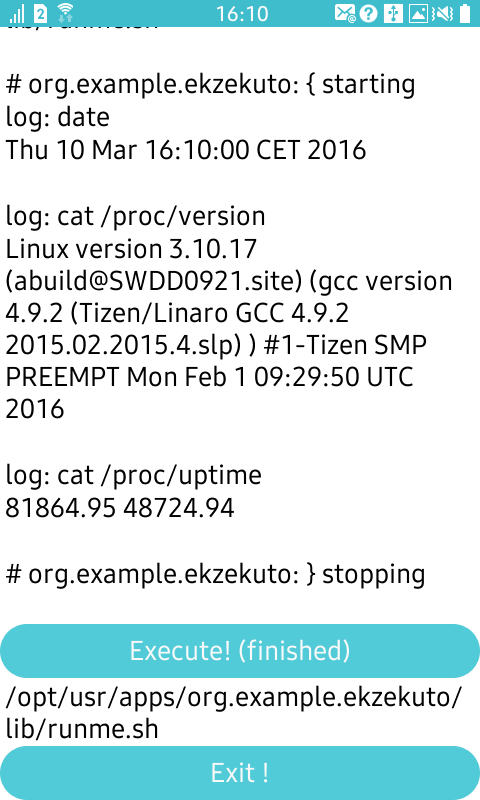 2
16:10
lib/runme.sh
# org.example.ekzekuto: { starting
log: date
Thu 10 Mar 16:10:00 CET 2016
log: cat /proc/version
Linux version 3.10.17
(abuild@SWDD0921.site) (gcc version
4.9.2 (Tizen/Linaro GCC 4.9.2
2015.02.2015.4.slp) ) #1-Tizen SMP
PREEMPT Mon Feb 1 09:29:50 UTC
2016
log: cat /proc/uptime
81864.95 48724.94
# org.example.ekzekuto: } stopping
Execute! (finished)
/opt/usr/apps/org.example.ekzekuto/
lib/runme.sh
Exit !